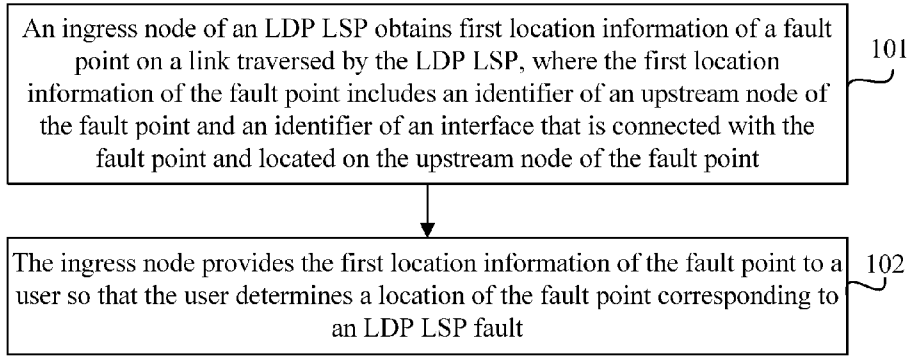 An ingress node of an LDP LSP obtains first location information of a fault
point on a link traversed by the LDP LSP, where the first location
information of the fault point includes an identifier of an upstream node of
the fault point and an identifier of an interface that is connected with the
fault point and located on the upstream node of the fault point
101
The ingress node provides the first location information of the fault point to a
user so that the user determines a location of the fault point corresponding to
an LDP LSP fault
102